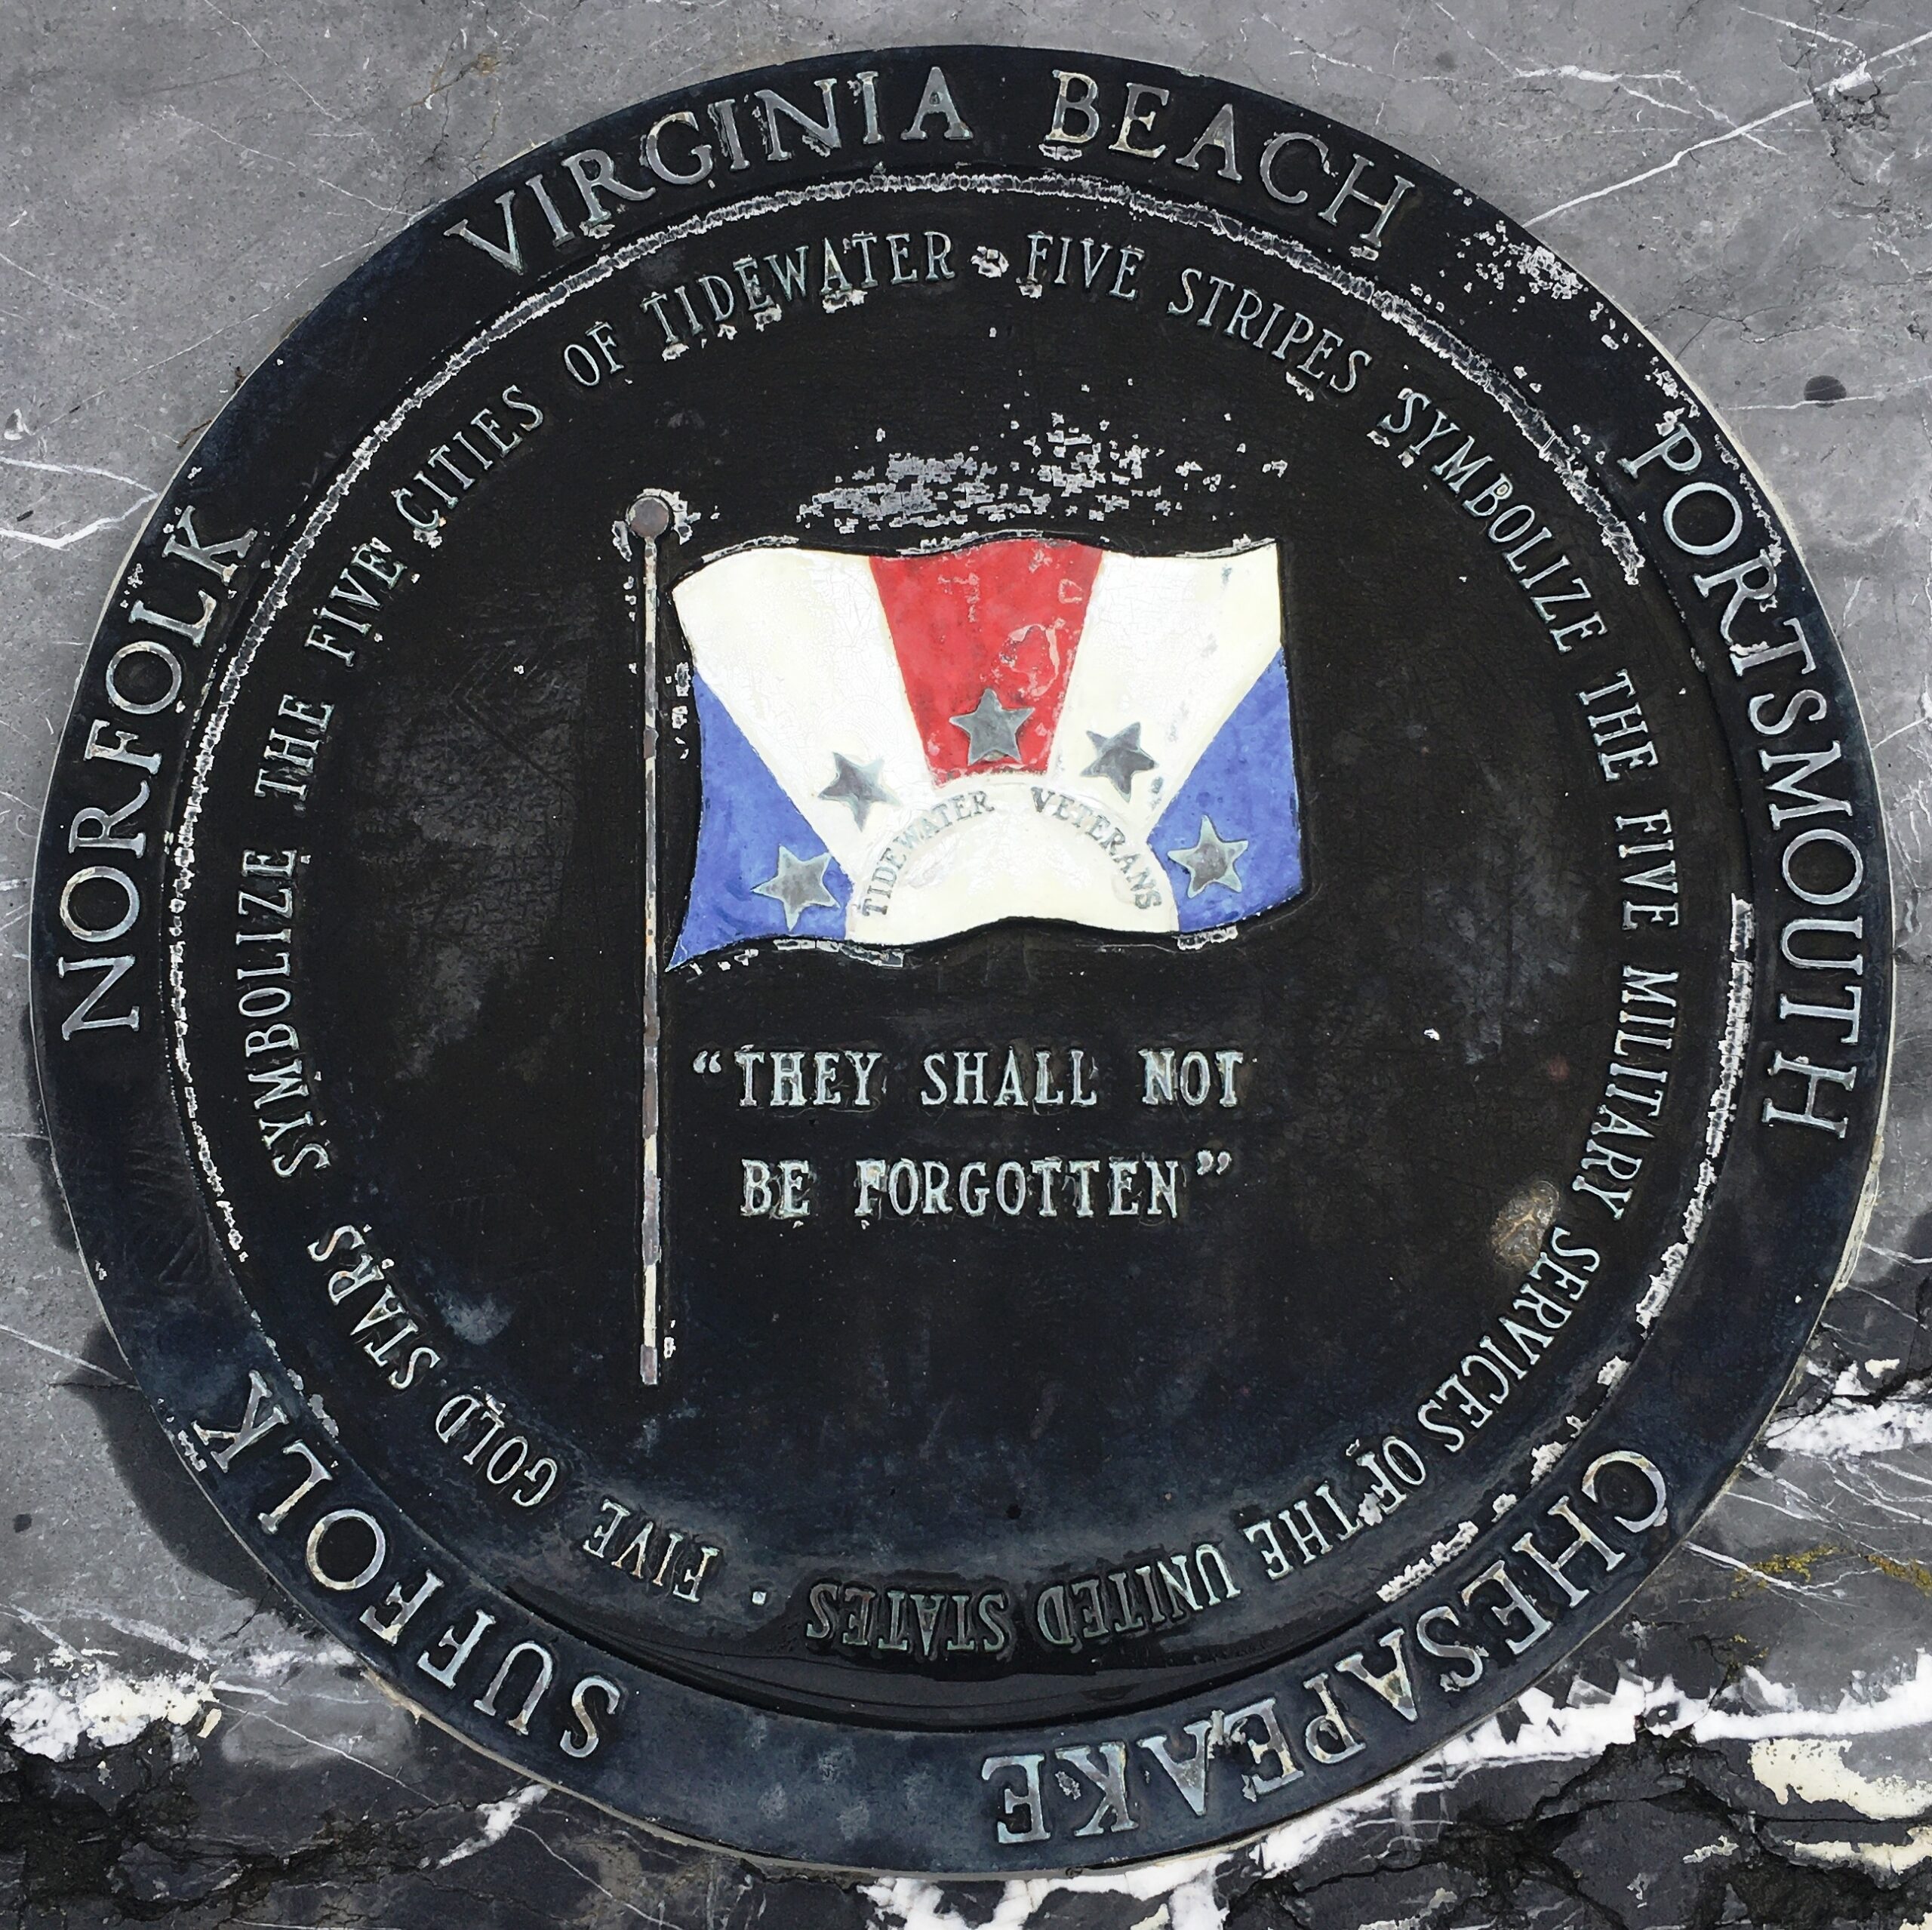 NORFOLK
VIRGINIA BEACH
PORTSMOUTH
CHESAPEAKE
SUFFOLK
FIVE GOLD STARS SYMBOLIZE THE FIVE CITIES OF TIDEWATER • FIVE STRIPES SYMBOLIZE THE FIVE MILITARY SERVICES OF THE UNITED STATES •
TIDEWATER VETERANS
“THEY SHALL NOT
BE FORGOTTEN”